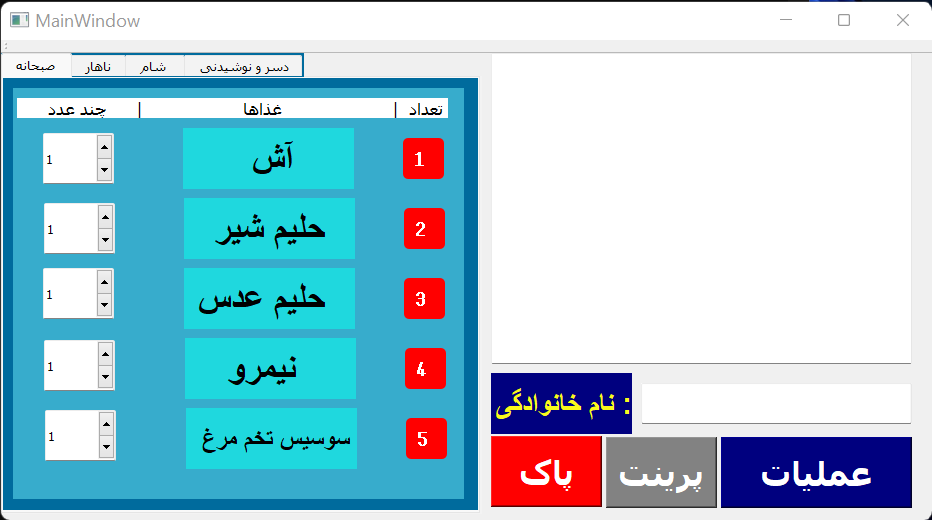 MainWindow
صبحانه
ناهار
شام
دسر و نوشیدنی
تعداد | غذاها | چند عدد
1 آش 1
2 حلیم شیر 1
3 حلیم عدس 1
4 نیمرو 1
5 سوسیس تخم مرغ 1
نام خانوادگی :
پاک
پرینت
عملیات